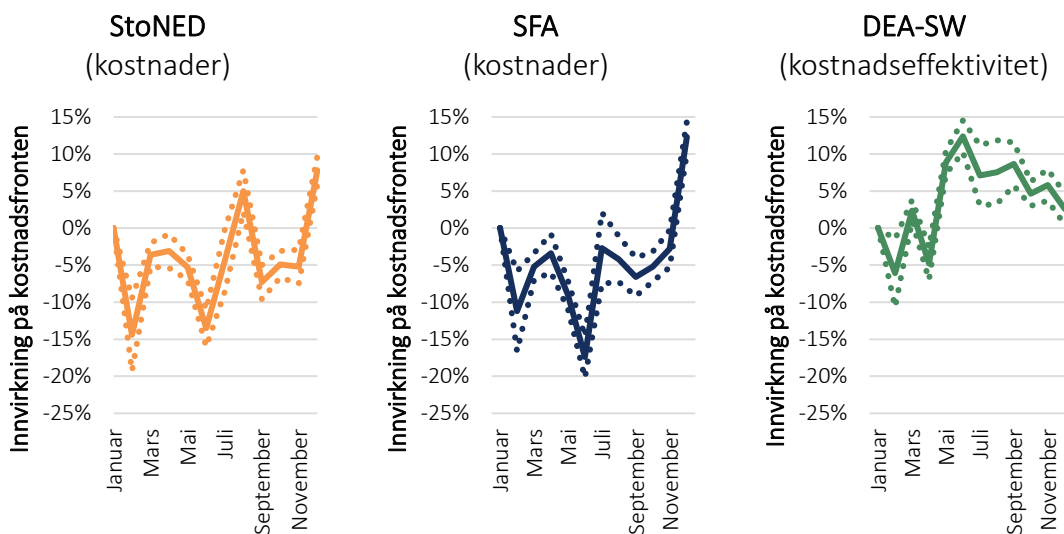 StoNED
(kostnader)
Innvirkning på kostnadsfronten
15%
10%
5%
0%
-5%
-10%
-15%
-20%
-25%
Januar
Mars
Mai
Juli
September
November
SFA
(kostnader)
Innvirkning på kostnadsfronten
15%
10%
5%
0%
-5%
-10%
-15%
-20%
-25%
Januar
Mars
Mai
Juli
September
November
DEA-SW
(kostnadseffektivitet)
Innvirknng på kostnadsfronten
15%
10%
5%
0%
-5%
-10%
-15%
-20%
-25%
Januar
Mars
Mai
Juli
September
November